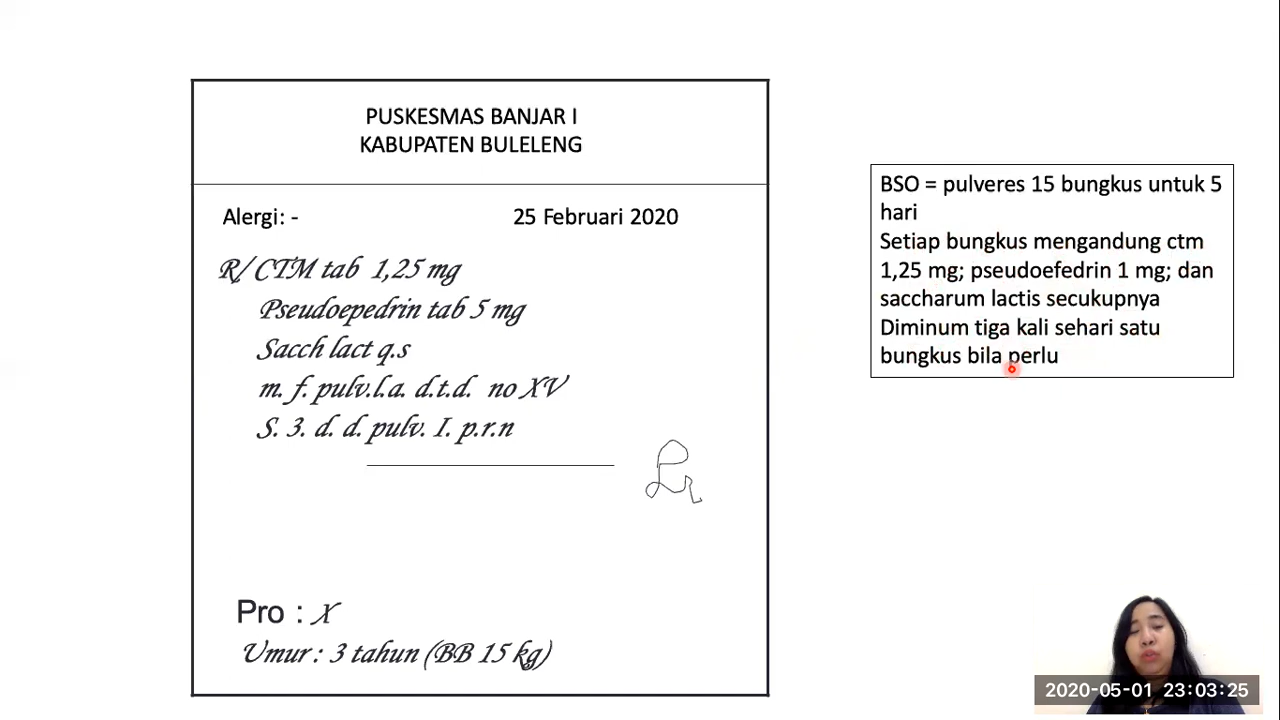 PUSKESMAS BANJAR I
KABUPATEN BULELENG
Alergi: - 25 Februari 2020
R/ CTM tab 1,25 mg
Pseudoepedrin tab 5 mg
Sacch lact q.s
m. f. pulv.l.a. d.t.d. no XV
S. 3. d. d. pulv. I. p.r.n
Pro : X
Umur : 3 tahun (BB 15 kg)
BSO = pulveres 15 bungkus untuk 5
hari
Setiap bungkus mengandung ctm
1,25 mg; pseudoefedrin 1 mg; dan
saccharum lactis secukupnya
Diminum tiga kali sehari satu
bungkus bila perlu
2020-05-01 23:03:25